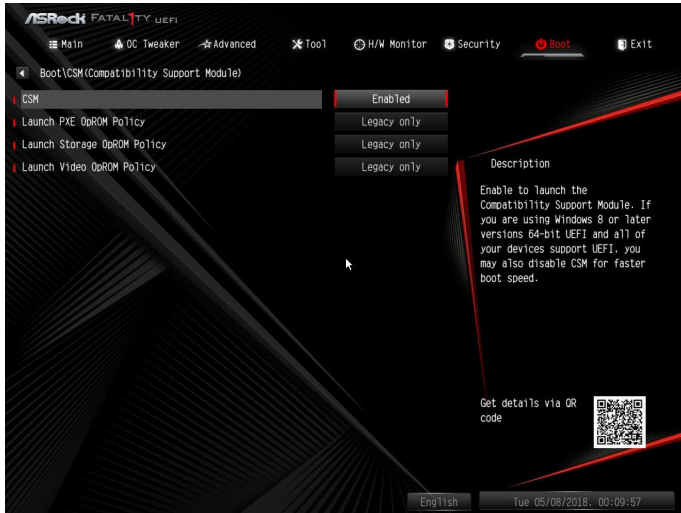 ASRock FATAL1TY UEFI
Main OC Tweaker Advanced Tool H/W Monitor Security Boot Exit
Boot\CSM(Compatibility Support Module)
CSM Enabled
Launch PXE OpROM Policy Legacy only
Launch Storage OpROM Policy Legacy only
Launch Video OpROM Policy Legacy only
Description
Enable to launch the
Compatibility Support Module. If
you are using Windows 8 or later
versions 64-bit UEFI and all of
your devices support UEFI, you
may also disable CSM for faster
boot speed.
Get details via QR
code
English Tue 05/08/2018. 00:09:57